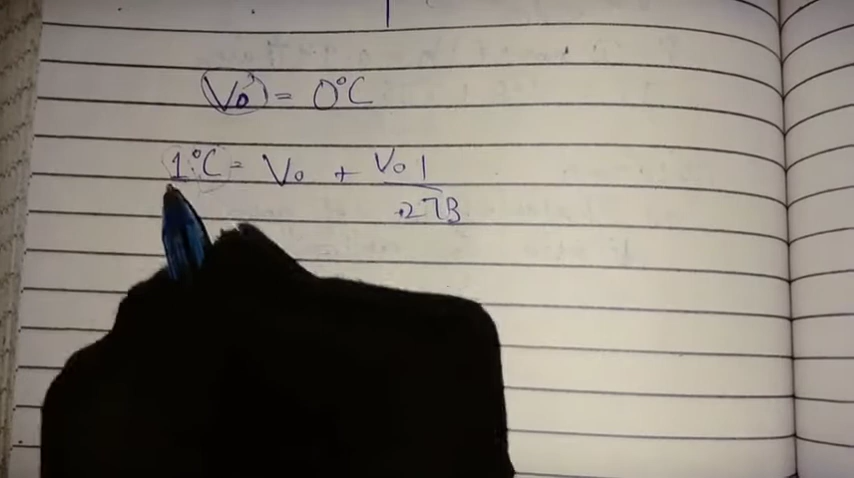 V₀ = 0°C
1°C = V₀ + V₀ 1
273